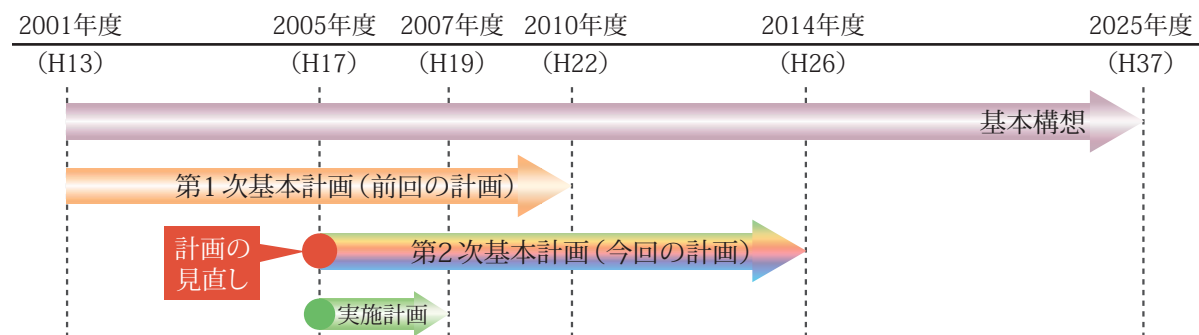 2001年度 2005年度 2007年度 2010年度 2014年度 2025年度
(H13) (H17) (H19) (H22) (H26) (H37)
基本構想
第1次基本計画(前回の計画)
計画の
見直し
第2次基本計画(今回の計画)
実施計画